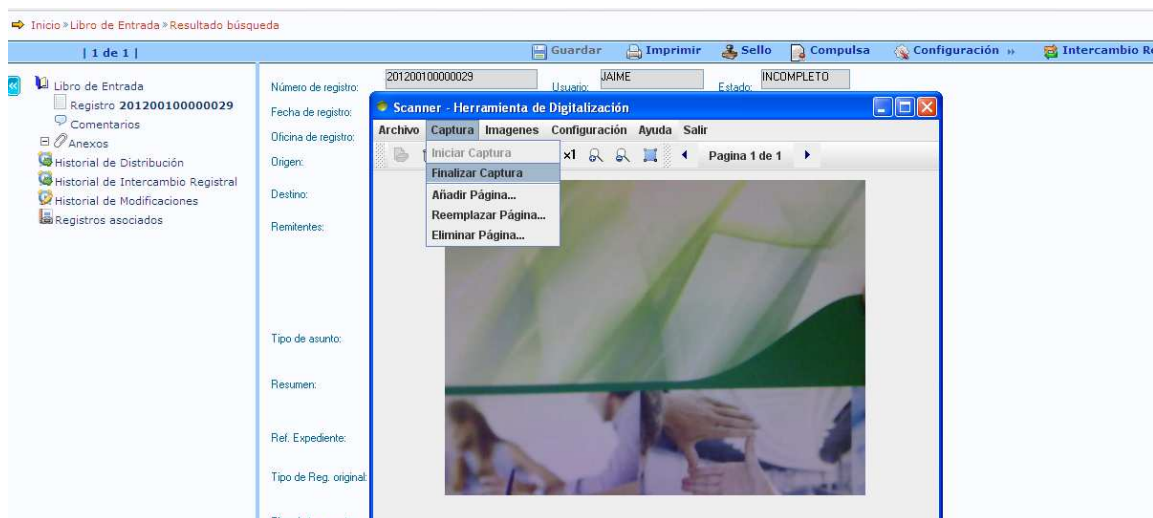 Inicio » Libro de Entrada » Resultado búsqueda
| 1 de 1 |
Guardar Imprimir Sello Compulsa Configuración » Intercambio Re
Libro de Entrada
Registro 201200100000029
Comentarios
Anexos
Historial de Distribución
Historial de Intercambio Registral
Historial de Modificaciones
Registros asociados
Número de registro: 201200100000029 Usuario: JAIME Estado: INCOMPLETO
Fecha de registro:
Oficina de registro:
Origen:
Destino:
Remitentes:
Tipo de asunto:
Resumen:
Ref. Expediente:
Tipo de Reg. original:
Scanner - Herramienta de Digitalización
Archivo Captura Imagenes Configuración Ayuda Salir
x1 Pagina 1 de 1
Iniciar Captura
Finalizar Captura
Añadir Página...
Reemplazar Página...
Eliminar Página...